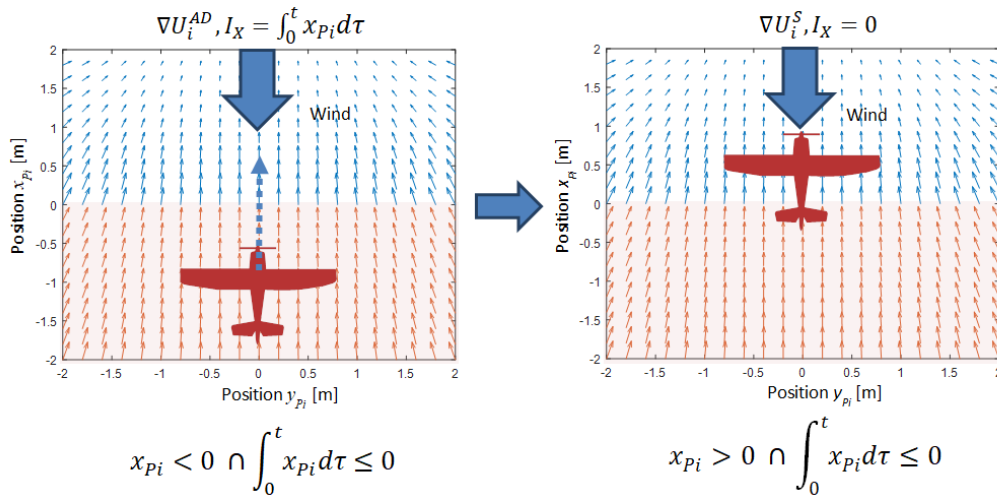 ∇U_i^{AD}, I_X = ∫_0^t x_{Pi}dτ
2
1.5
1
0.5
0
-0.5
-1
-1.5
-2
Position x_{Pi} [m]
Wind
-2 -1.5 -1 -0.5 0 0.5 1 1.5 2
Position y_{Pi} [m]
x_{Pi} < 0 ∩ ∫_0^t x_{Pi}dτ ≤ 0
∇U_i^S, I_X = 0
2
1.5
1
0.5
0
-0.5
-1
-1.5
-2
Position x_{Pi} [m]
Wind
-2 -1.5 -1 -0.5 0 0.5 1 1.5 2
Position y_{Pi} [m]
x_{Pi} > 0 ∩ ∫_0^t x_{Pi}dτ ≤ 0